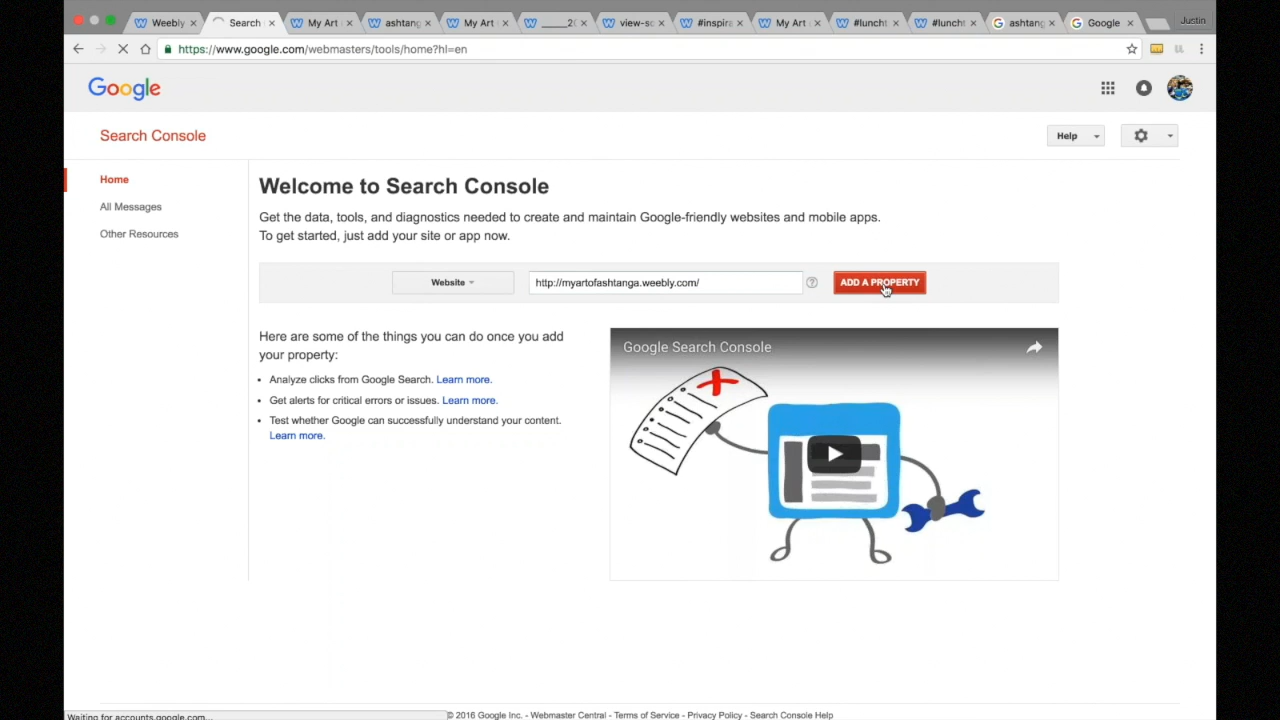 Weebly
Search
My Art
ashtang
My Art
____20
view-so
#inspira
My Art
#luncht
#luncht
ashtang
Google
Justin
https://www.google.com/webmasters/tools/home?hl=en
Google
Search Console
Help
Home
All Messages
Other Resources
Welcome to Search Console
Get the data, tools, and diagnostics needed to create and maintain Google-friendly websites and mobile apps.
To get started, just add your site or app now.
Website
http://myartofashtanga.weebly.com/
ADD A PROPERTY
Here are some of the things you can do once you add
your property:
Analyze clicks from Google Search. Learn more.
Get alerts for critical errors or issues. Learn more.
Test whether Google can successfully understand your content.
Learn more.
Google Search Console
Waiting for accounts.google.com...
© 2016 Google Inc. - Webmaster Central - Terms of Service - Privacy Policy - Search Console Help